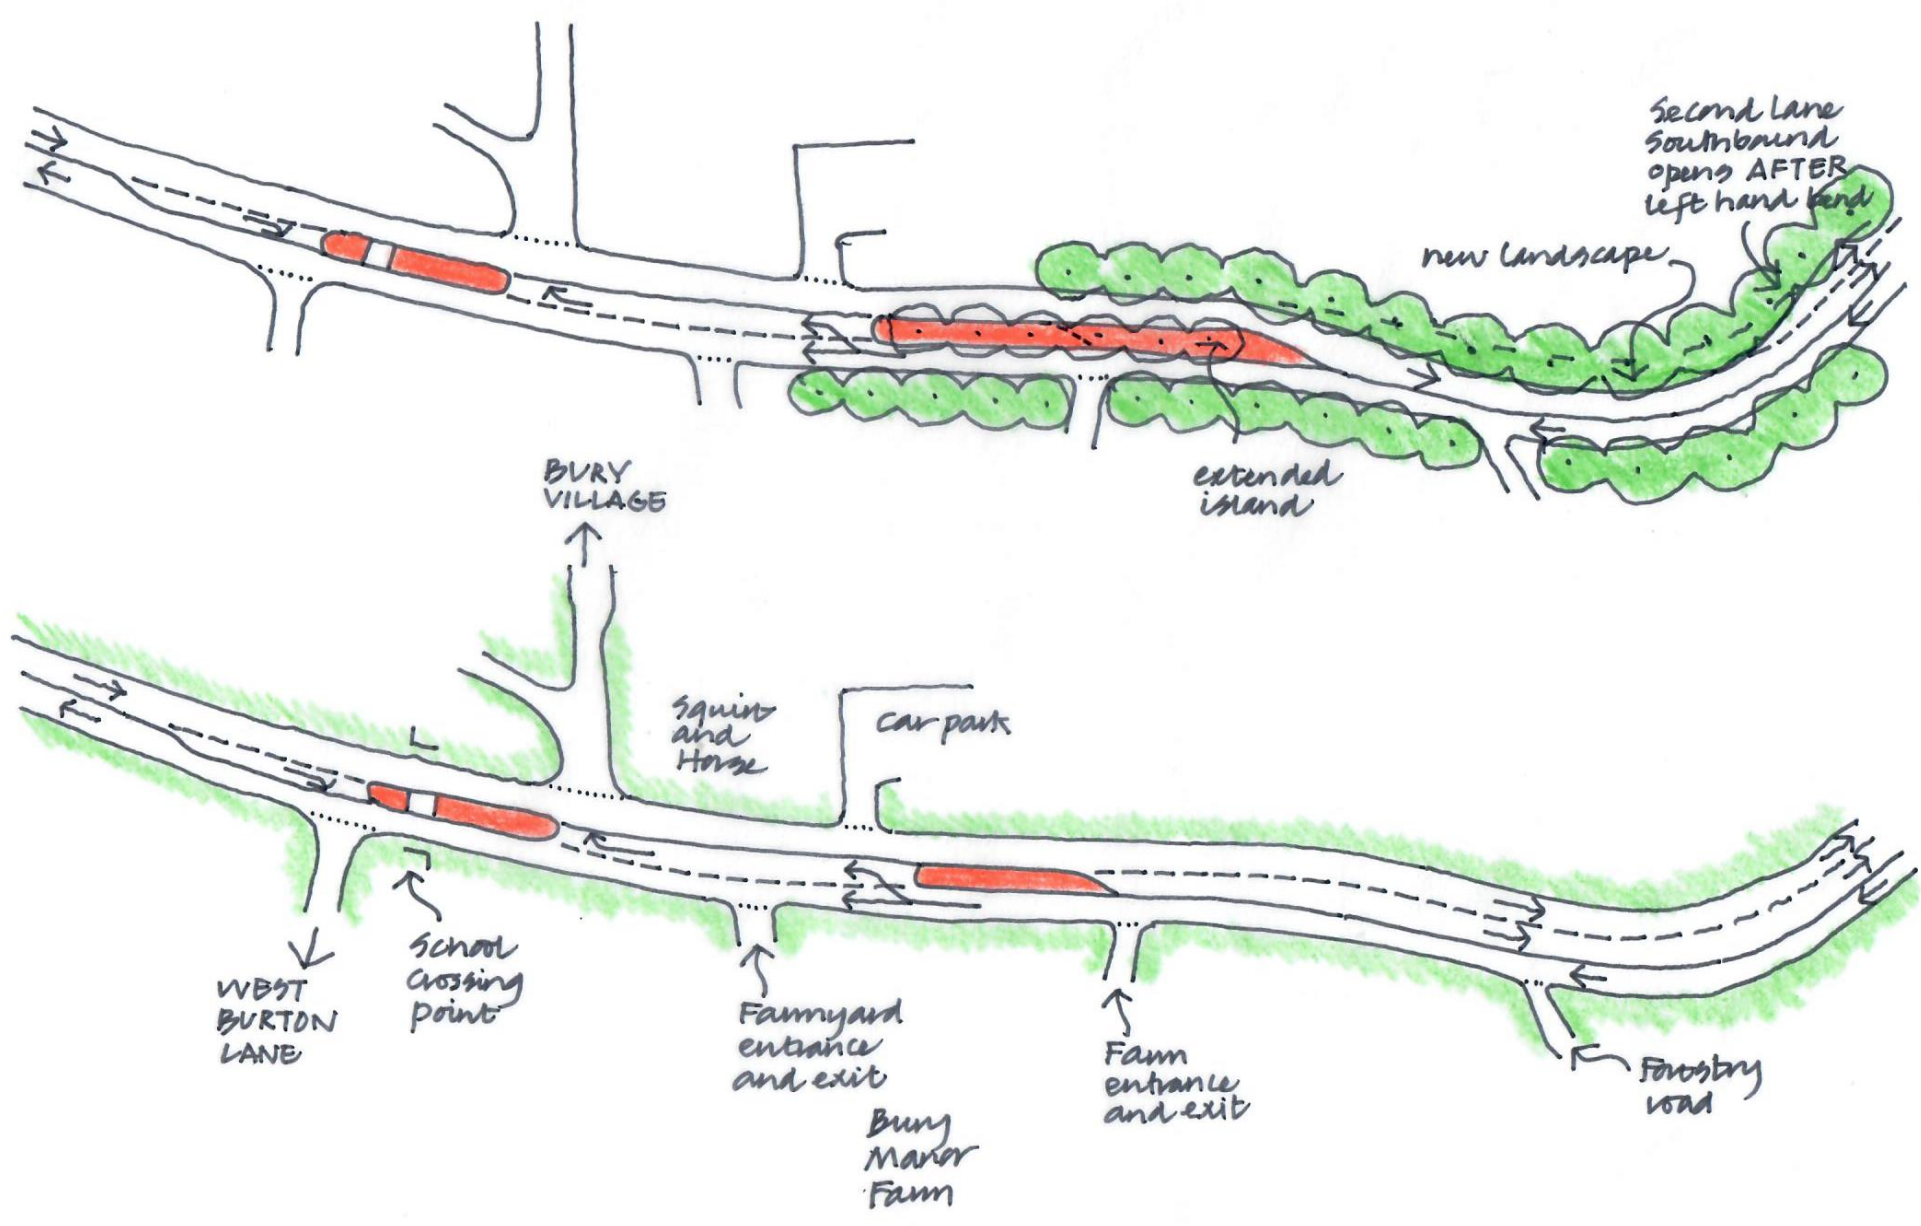 Second Lane
Southbound
opens AFTER
left hand bend
new landscape
extended
island
BURY
VILLAGE
Squire
and
Horse
car park
School
crossing
point
WEST
BURTON
LANE
Farmyard
entrance
and exit
Farm
entrance
and exit
Forestry
road
Bury
Manor
Farm